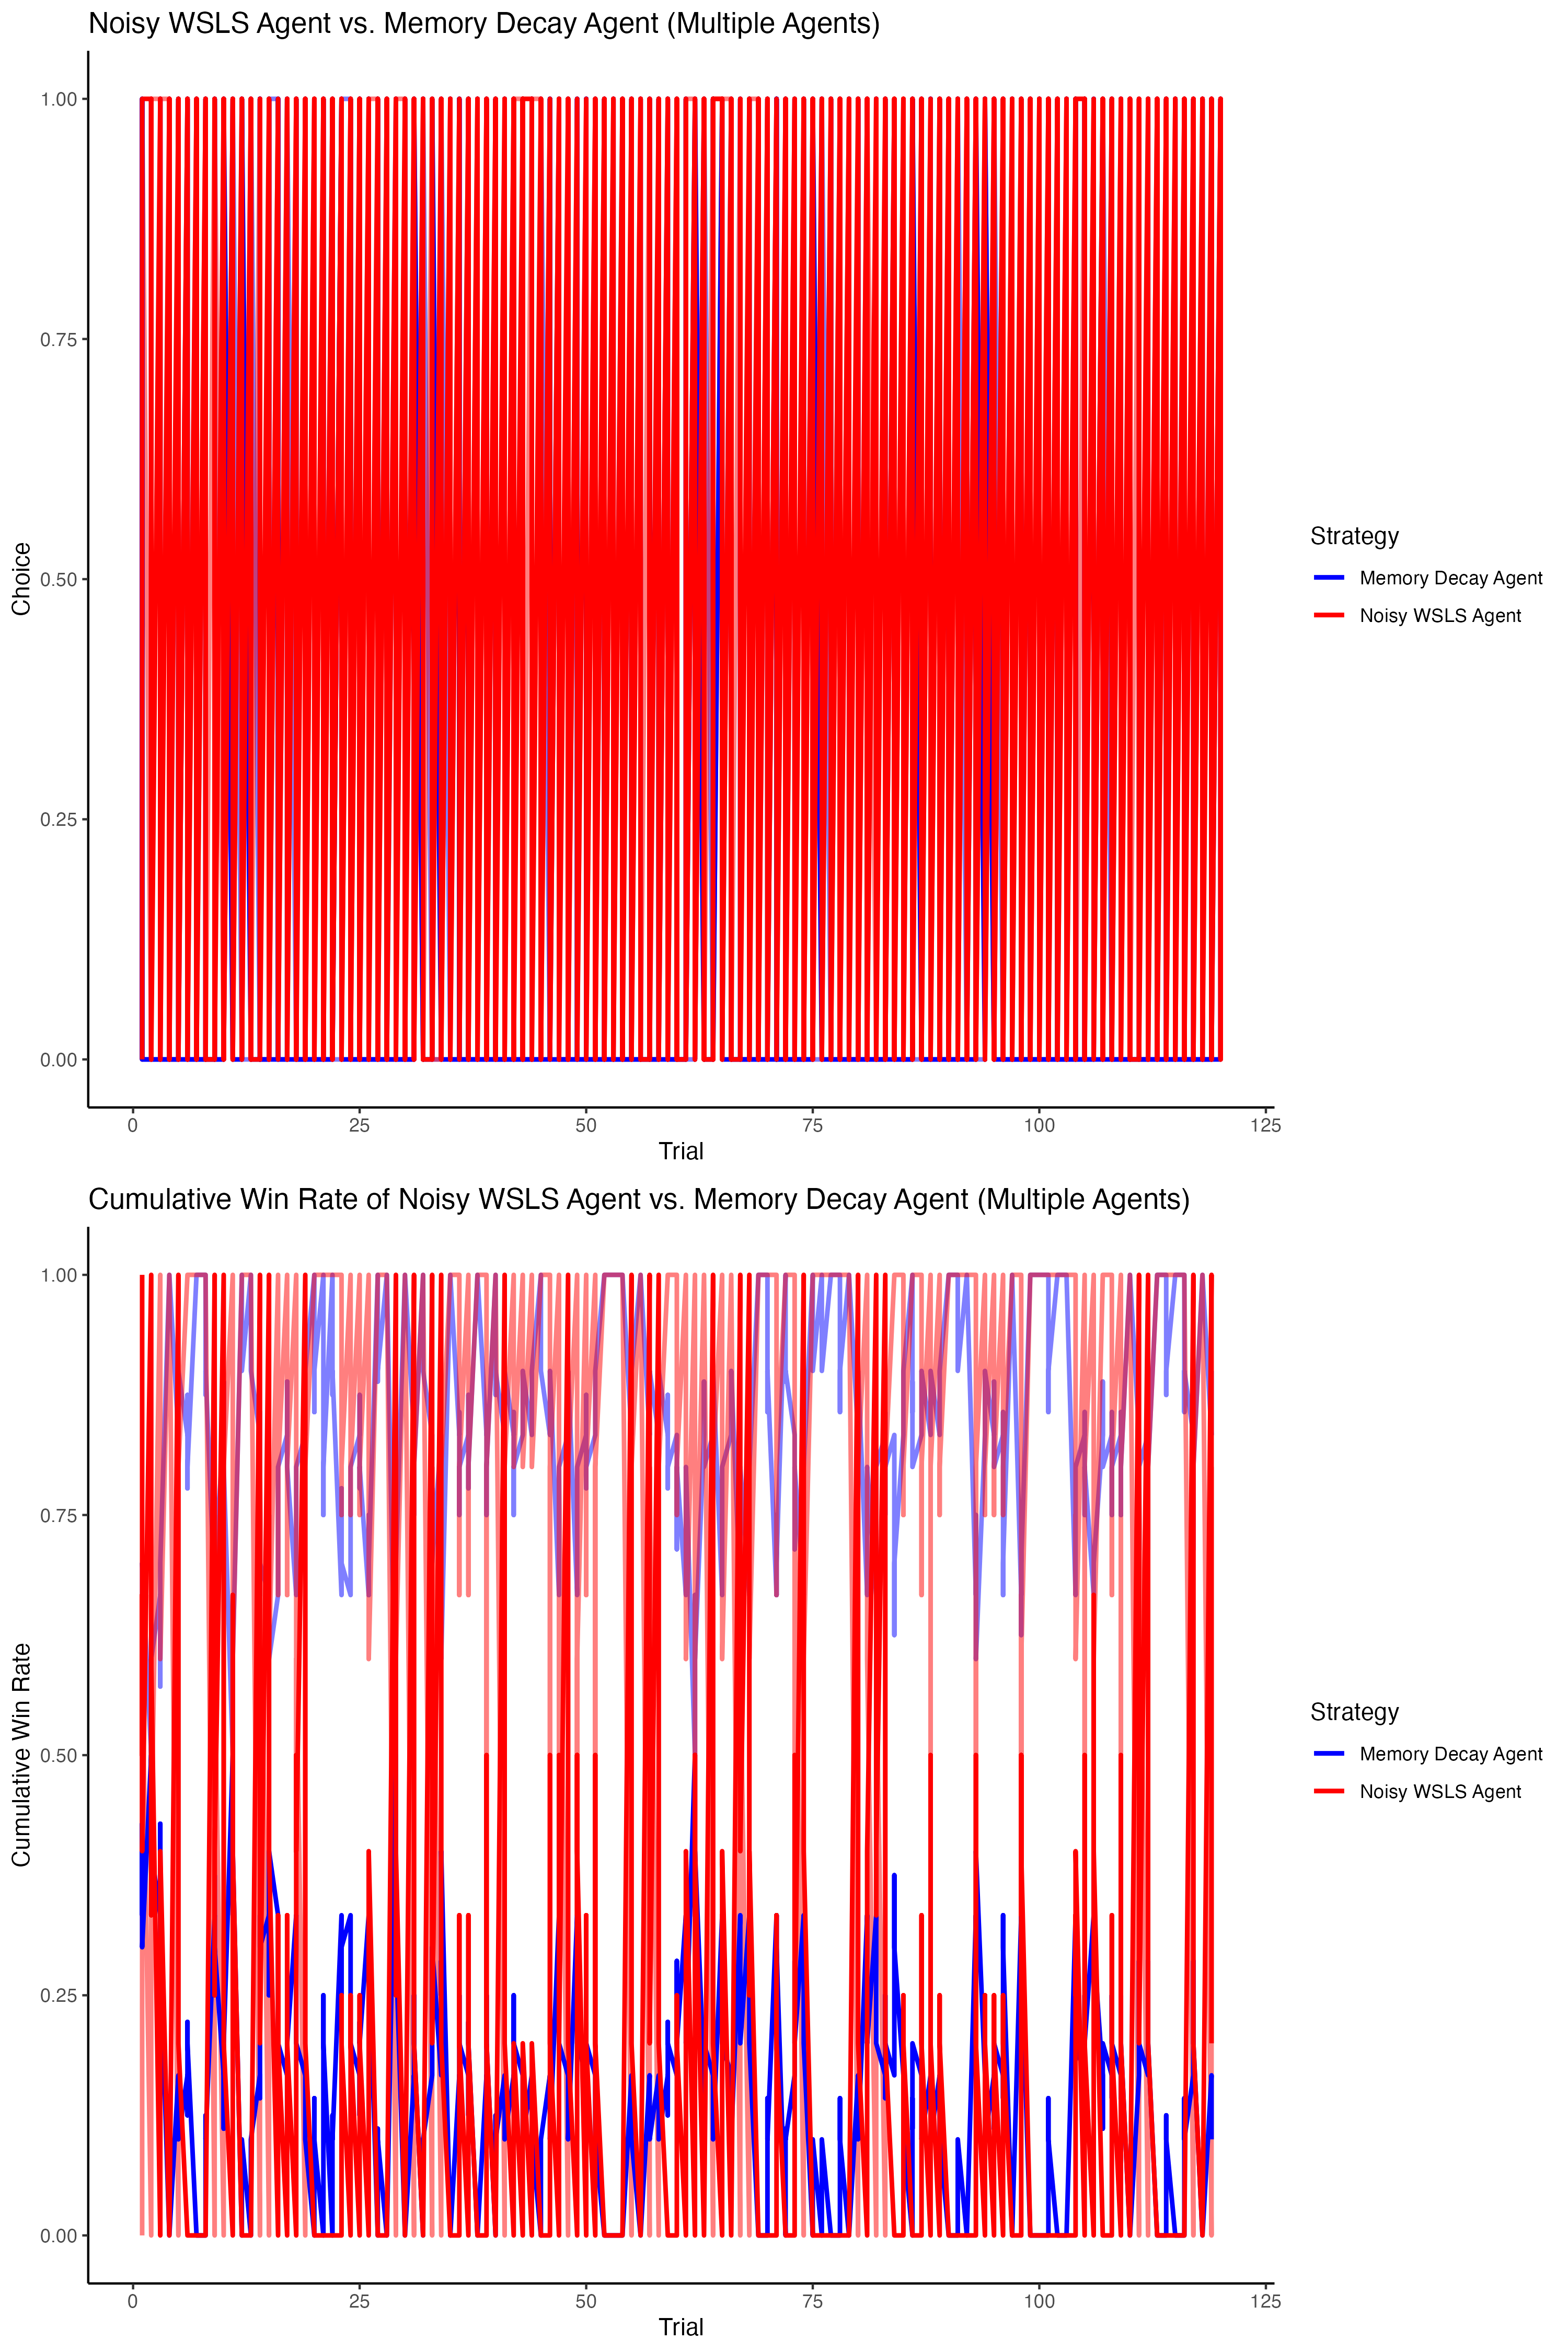 Noisy WSLS Agent vs. Memory Decay Agent (Multiple Agents)
1.00
0.75
0.50
0.25
0.00
Choice
0
25
50
75
100
125
Trial
Strategy
Memory Decay Agent
Noisy WSLS Agent
Cumulative Win Rate of Noisy WSLS Agent vs. Memory Decay Agent (Multiple Agents)
1.00
0.75
0.50
0.25
0.00
Cumulative Win Rate
0
25
50
75
100
125
Trial
Strategy
Memory Decay Agent
Noisy WSLS Agent